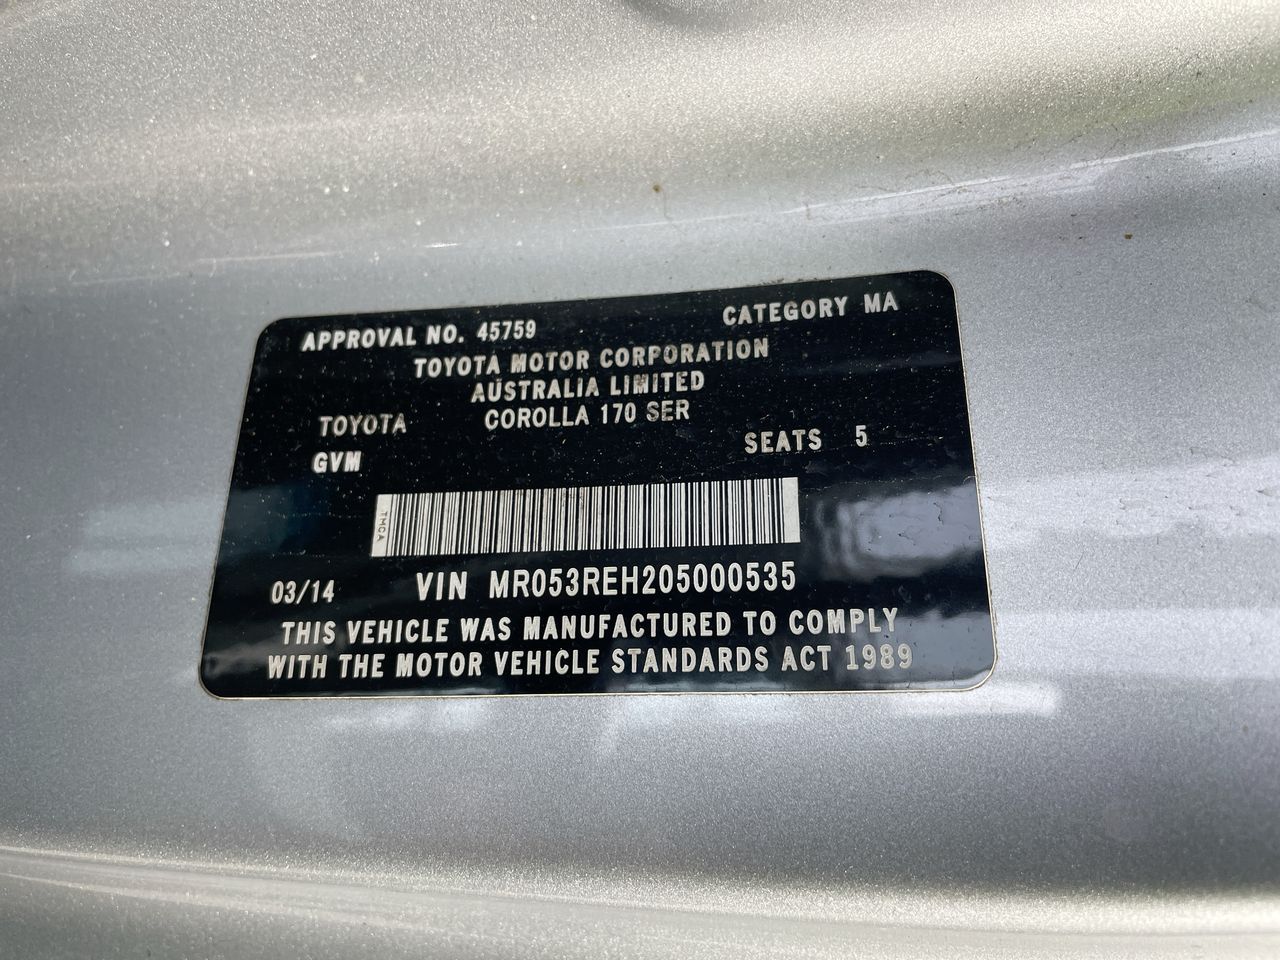 APPROVAL NO. 45759 CATEGORY MA
TOYOTA MOTOR CORPORATION
AUSTRALIA LIMITED
TOYOTA COROLLA 170 SER
GVM SEATS 5
TMCA
03/14 VIN MR053REH205000535
THIS VEHICLE WAS MANUFACTURED TO COMPLY
WITH THE MOTOR VEHICLE STANDARDS ACT 1989